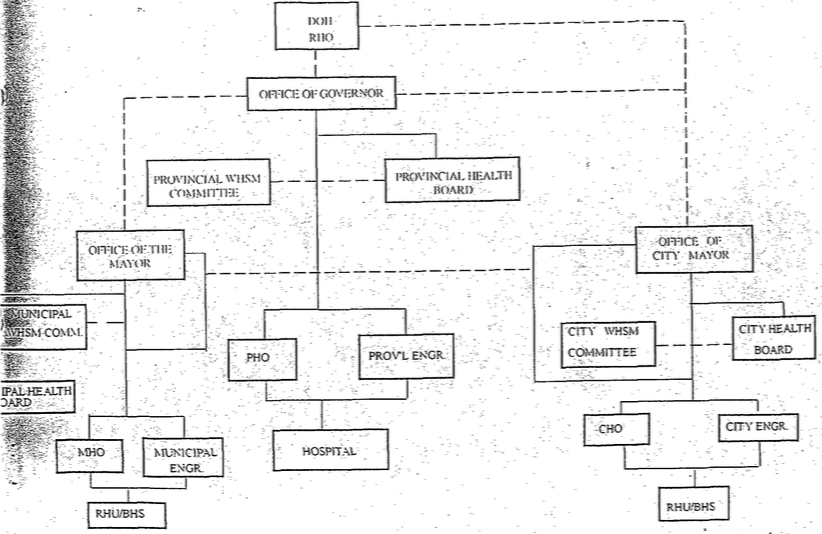 DOH
RHO
OFFICE OF GOVERNOR
PROVINCIAL WHSM
COMMITTEE
PROVINCIAL HEALTH
BOARD
OFFICE OF THE
MAYOR
OFFICE OF
CITY MAYOR
MUNICIPAL
WHSM COMM.
CITY WHSM
COMMITTEE
CITY HEALTH
BOARD
PHO
PROV'L ENGR.
IPAL HEALTH
OARD
CHO
CITY ENGR.
MHO
MUNICIPAL
ENGR.
HOSPITAL
RHU/BHS
RHU/BHS